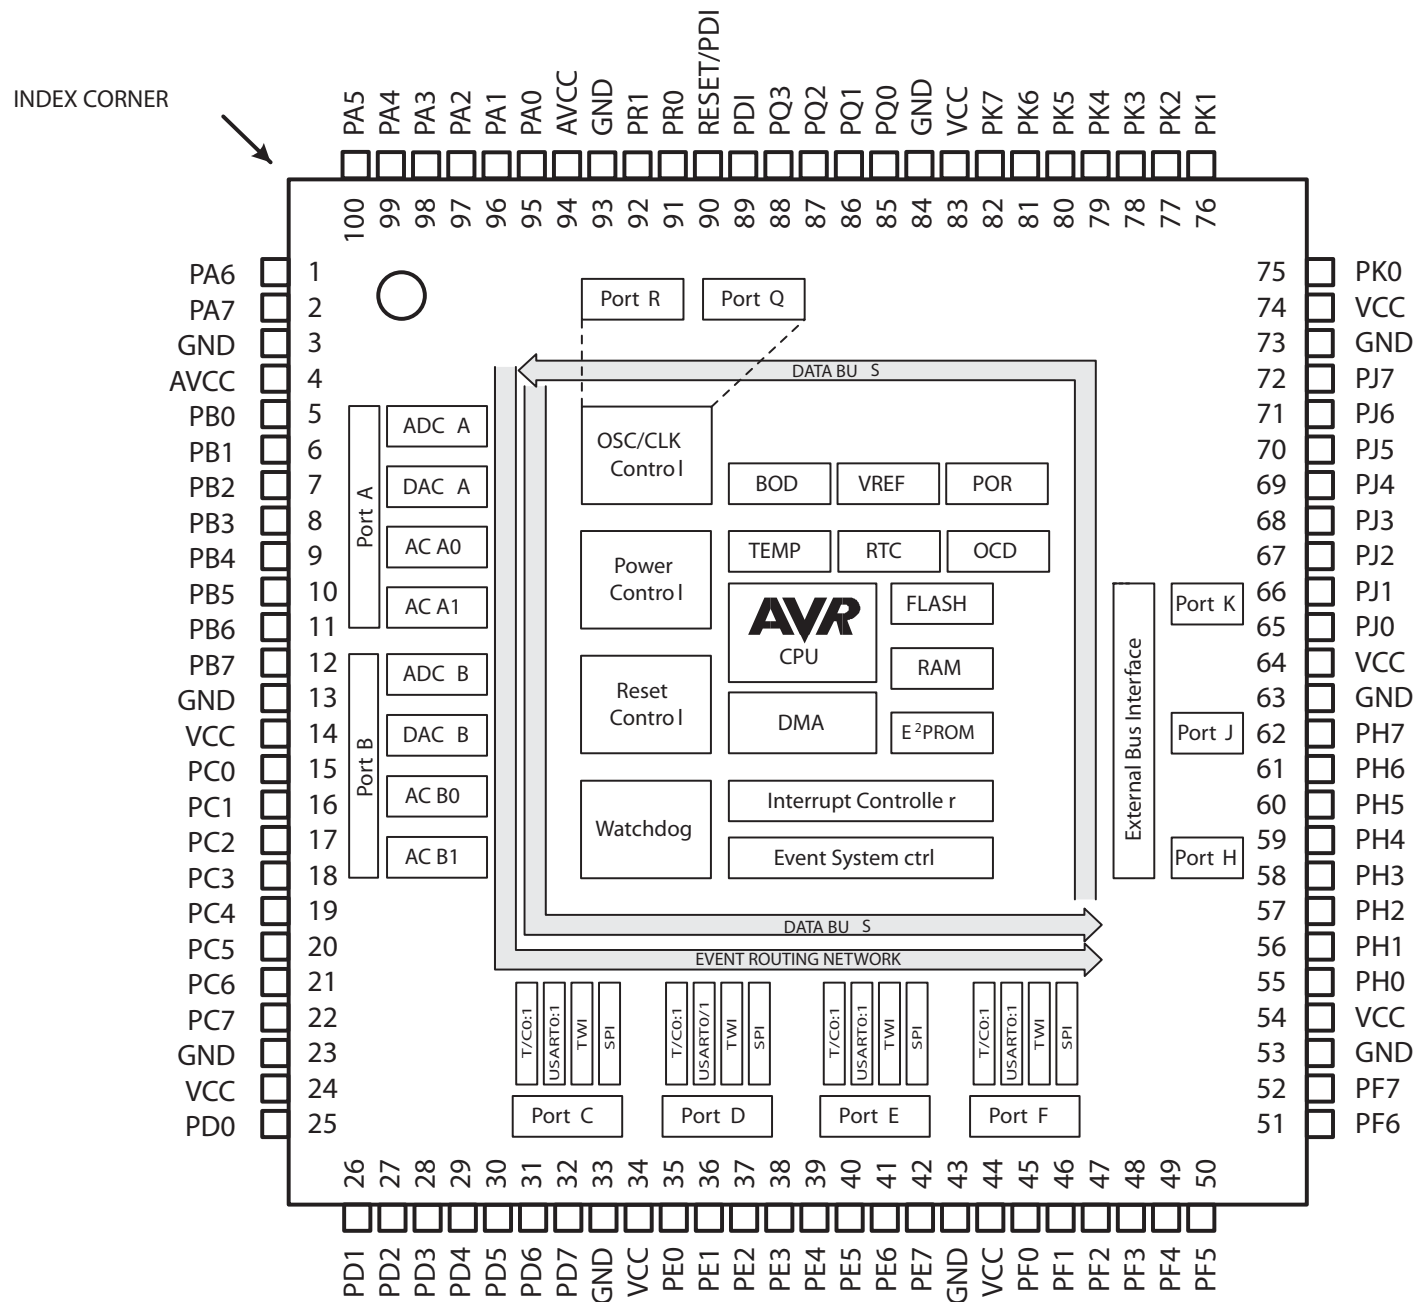 INDEX CORNER
PA5 PA4 PA3 PA2 PA1 PA0 AVCC GND PR1 PR0 RESET/PDI PDI PQ3 PQ2 PQ1 PQ0 GND VCC PK7 PK6 PK5 PK4 PK3 PK2 PK1
100 99 98 97 96 95 94 93 92 91 90 89 88 87 86 85 84 83 82 81 80 79 78 77 76
PA6 1
PA7 2
GND 3
AVCC 4
PB0 5
PB1 6
PB2 7
PB3 8
PB4 9
PB5 10
PB6 11
PB7 12
GND 13
VCC 14
PC0 15
PC1 16
PC2 17
PC3 18
PC4 19
PC5 20
PC6 21
PC7 22
GND 23
VCC 24
PD0 25
Port R
Port Q
DATA BU S
Port A
ADC A
DAC A
AC A0
AC A1
Port B
ADC B
DAC B
AC B0
AC B1
OSC/CLK
Contro l
Power
Contro l
Reset
Contro l
Watchdog
BOD
VREF
POR
TEMP
RTC
OCD
AVR
CPU
FLASH
RAM
DMA
E2PROM
Interrupt Controlle r
Event System ctrl
External Bus Interface
Port K
Port J
Port H
DATA BU S
EVENT ROUTING NETWORK
T/C0:1
USART0:1
TWI
SPI
Port C
T/C0:1
USART0/1
TWI
SPI
Port D
T/C0:1
USART0:1
TWI
SPI
Port E
T/C0:1
USART0:1
TWI
SPI
Port F
75 PK0
74 VCC
73 GND
72 PJ7
71 PJ6
70 PJ5
69 PJ4
68 PJ3
67 PJ2
66 PJ1
65 PJ0
64 VCC
63 GND
62 PH7
61 PH6
60 PH5
59 PH4
58 PH3
57 PH2
56 PH1
55 PH0
54 VCC
53 GND
52 PF7
51 PF6
26 27 28 29 30 31 32 33 34 35 36 37 38 39 40 41 42 43 44 45 46 47 48 49 50
PD1 PD2 PD3 PD4 PD5 PD6 PD7 GND VCC PE0 PE1 PE2 PE3 PE4 PE5 PE6 PE7 GND VCC PF0 PF1 PF2 PF3 PF4 PF5